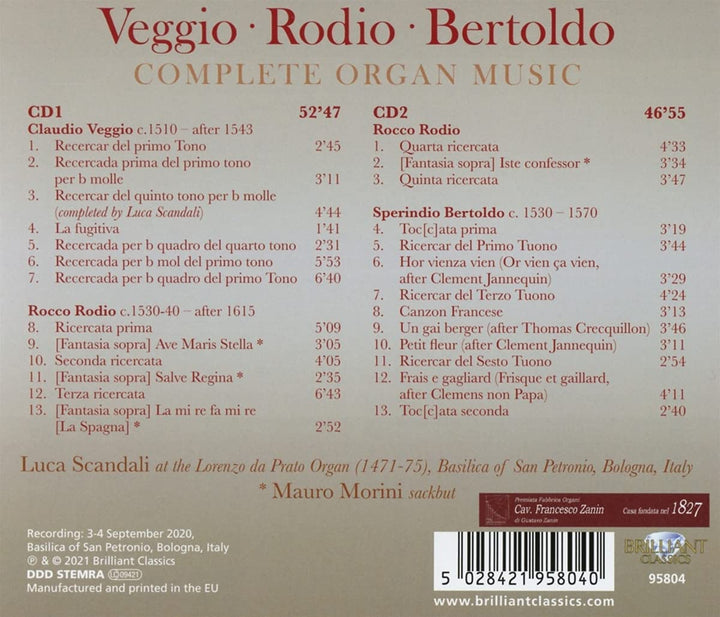 Veggio · Rodio · Bertoldo
COMPLETE ORGAN MUSIC
CD1 52'47
Claudio Veggio c.1510 – after 1543
1. Recercar del primo Tono 2'45
2. Recercada prima del primo tono
per b molle 3'11
3. Recercar del quinto tono per b molle
(completed by Luca Scandali) 4'44
4. La fugitiva 1'41
5. Recercada per b quadro del quarto tono 2'31
6. Recercada per b mol del primo tono 5'53
7. Recercada per b quadro del primo Tono 6'40
Rocco Rodio c.1530-40 – after 1615
8. Ricercata prima 5'09
9. [Fantasia sopra] Ave Maris Stella * 3'05
10. Seconda ricercata 4'05
11. [Fantasia sopra] Salve Regina * 2'35
12. Terza ricercata 6'43
13. [Fantasia sopra] La mi re fa mi re
[La Spagna] * 2'52
CD2 46'55
Rocco Rodio
1. Quarta ricercata 4'33
2. [Fantasia sopra] Iste confessor * 3'34
3. Quinta ricercata 3'47
Sperindio Bertoldo c. 1530 – 1570
4. Toc[c]ata prima 3'19
5. Ricercar del Primo Tuono 3'44
6. Hor vienza vien (Or vien ça vien,
after Clement Jannequin) 3'29
7. Ricercar del Terzo Tuono 4'24
8. Canzon Francese 3'13
9. Un gai berger (after Thomas Crecquillon) 3'46
10. Petit fleur (after Clement Jannequin) 3'11
11. Ricercar del Sesto Tuono 2'54
12. Frais e gagliard (Frisque et gaillard,
after Clemens non Papa) 4'11
13. Toc[c]ata seconda 2'40
Luca Scandali at the Lorenzo da Prato Organ (1471-75), Basilica of San Petronio, Bologna, Italy
* Mauro Morini sackbut
Premiata Fabbrica Organi
Cav. Francesco Zanin
di Gustavo Zanin
Casa fondata nel 1827
Recording: 3-4 September 2020,
Basilica of San Petronio, Bologna, Italy
℗ & © 2021 Brilliant Classics
DDD STEMRA LC09421
Manufactured and printed in the EU
5 028421 958040
www.brilliantclassics.com
BRILLIANT
CLASSICS
95804